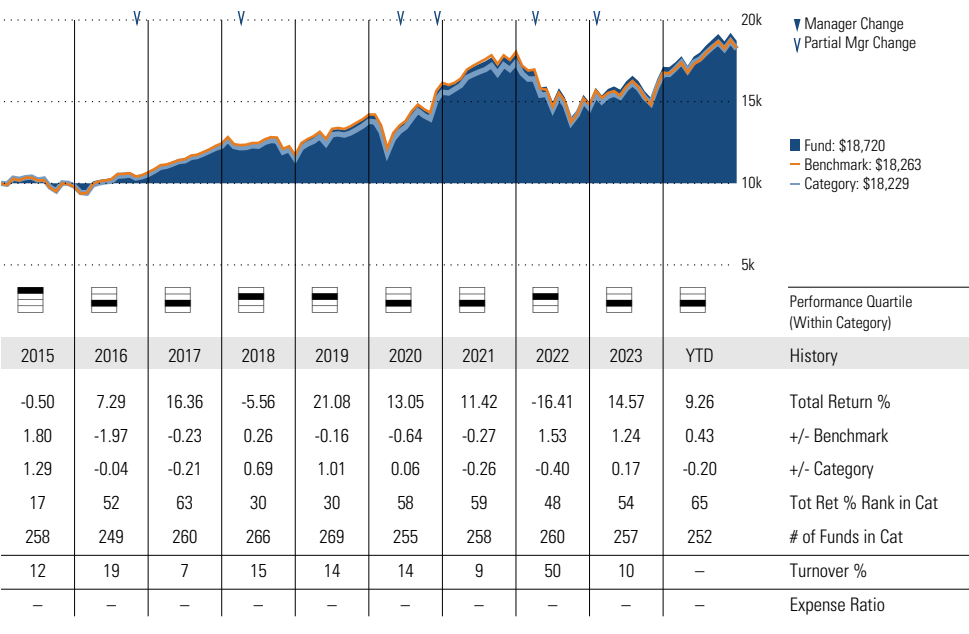 20k
15k
10k
5k
Manager Change
Partial Mgr Change
Fund: $18,720
Benchmark: $18,263
Category: $18,229
Performance Quartile
(Within Category)
2015 2016 2017 2018 2019 2020 2021 2022 2023 YTD History
-0.50 7.29 16.36 -5.56 21.08 13.05 11.42 -16.41 14.57 9.26 Total Return %
1.80 -1.97 -0.23 0.26 -0.16 -0.64 -0.27 1.53 1.24 0.43 +/- Benchmark
1.29 -0.04 -0.21 0.69 1.01 0.06 -0.26 -0.40 0.17 -0.20 +/- Category
17 52 63 30 30 58 59 48 54 65 Tot Ret % Rank in Cat
258 249 260 266 269 255 258 260 257 252 # of Funds in Cat
12 19 7 15 14 14 9 50 10 – Turnover %
– – – – – – – – – – Expense Ratio